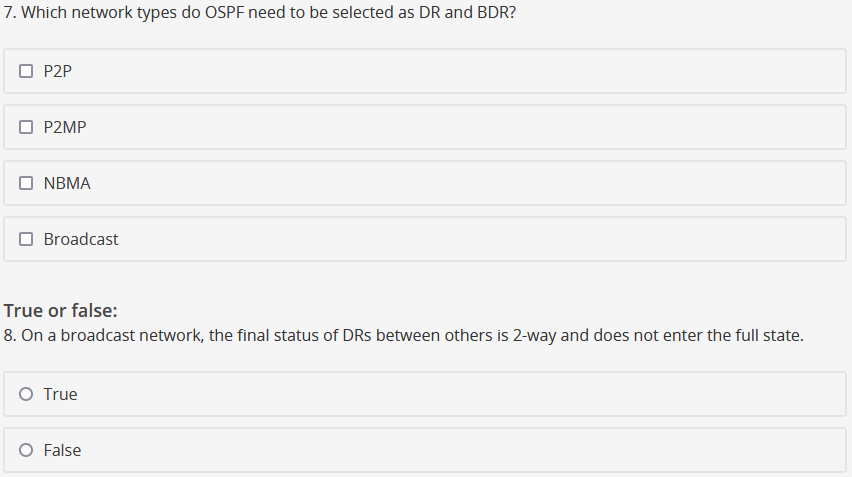 7. Which network types do OSPF need to be selected as DR and BDR?
P2P
P2MP
NBMA
Broadcast
True or false:
8. On a broadcast network, the final status of DRs between others is 2-way and does not enter the full state.
True
False